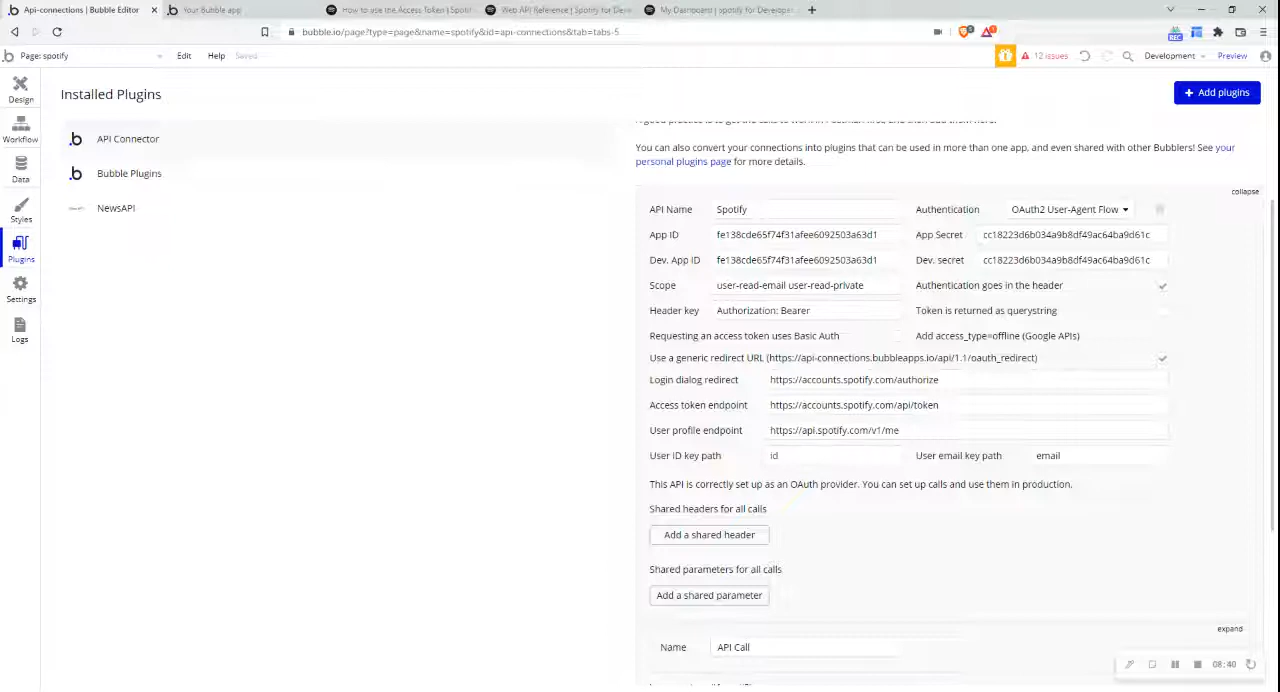 Api-connections | Bubble Editor
Your Bubble app
How to use the Access Token | Spotif
Web API Reference | Spotify for Deve
My Dashboard | Spotify for Developer
bubble.io/page?type=page&name=spotify&id=api-connections&tab=tabs-5
REC
Page: spotify
Edit
Help
Saved
12 issues
Development
Preview
Design
Workflow
Data
Styles
Plugins
Settings
Logs
Installed Plugins
+ Add plugins
API Connector
Bubble Plugins
NewsAPI
You can also convert your connections into plugins that can be used in more than one app, and even shared with other Bubblers! See your
personal plugins page for more details.
collapse
API Name Spotify Authentication OAuth2 User-Agent Flow
App ID fe138cde65f74f31afee6092503a63d1 App Secret cc18223d6b034a9b8df49ac64ba9d61c
Dev. App ID fe138cde65f74f31afee6092503a63d1 Dev. secret cc18223d6b034a9b8df49ac64ba9d61c
Scope user-read-email user-read-private Authentication goes in the header
Header key Authorization: Bearer Token is returned as querystring
Requesting an access token uses Basic Auth Add access_type=offline (Google APIs)
Use a generic redirect URL (https://api-connections.bubbleapps.io/api/1.1/oauth_redirect)
Login dialog redirect https://accounts.spotify.com/authorize
Access token endpoint https://accounts.spotify.com/api/token
User profile endpoint https://api.spotify.com/v1/me
User ID key path id User email key path email
This API is correctly set up as an OAuth provider. You can set up calls and use them in production.
Shared headers for all calls
Add a shared header
Shared parameters for all calls
Add a shared parameter
expand
Name API Call
08:40